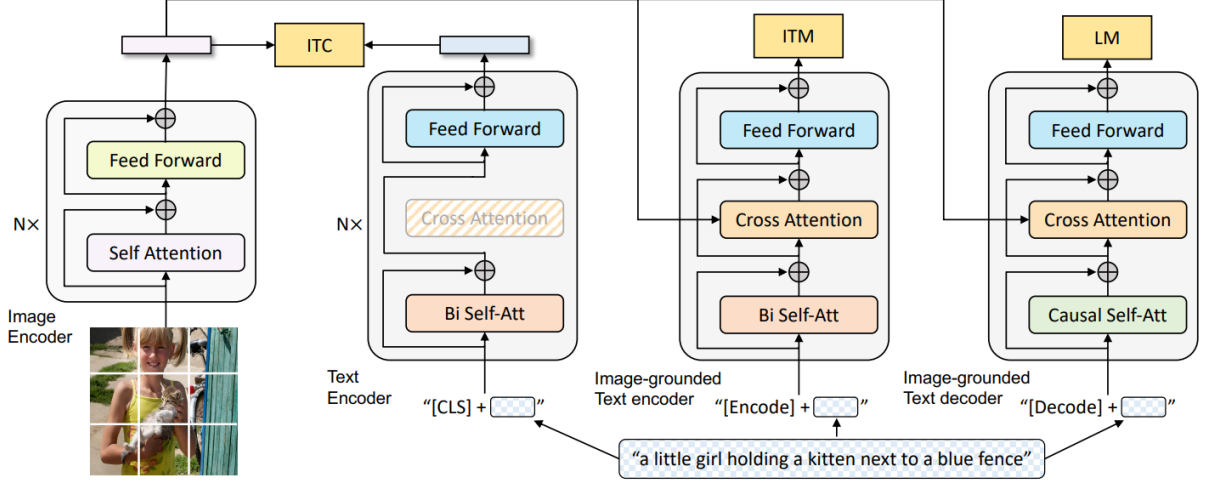 ITC
ITM
LM
Feed Forward
Self Attention
N×
Image
Encoder
Feed Forward
Cross Attention
Bi Self-Att
N×
Text
Encoder
"[CLS] + "
Feed Forward
Cross Attention
Bi Self-Att
Image-grounded
Text encoder
"[Encode] + "
Feed Forward
Cross Attention
Causal Self-Att
Image-grounded
Text decoder
"[Decode] + "
"a little girl holding a kitten next to a blue fence"